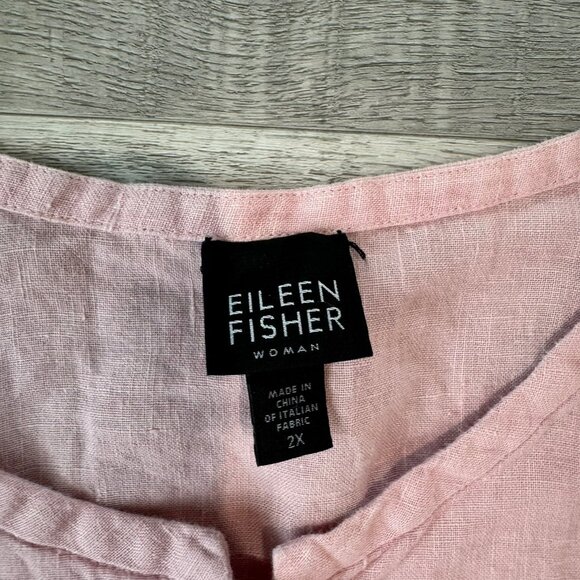 EILEEN
FISHER
WOMAN
MADE IN
CHINA
OF ITALIAN
FABRIC
2X